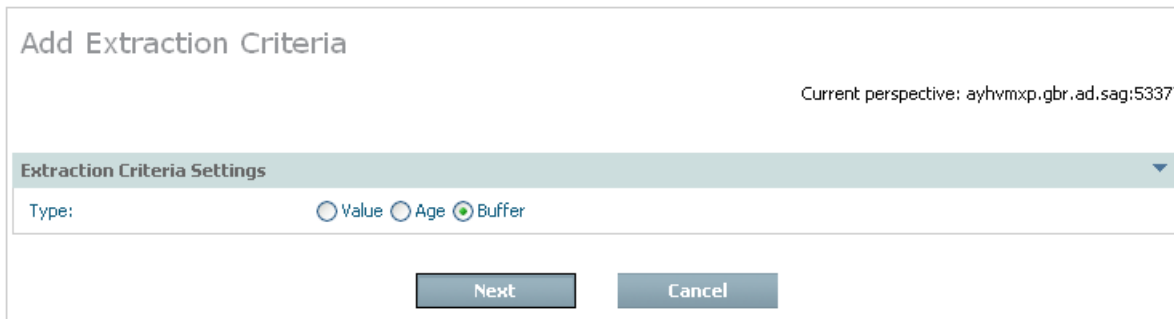 Add Extraction Criteria
Current perspective: ayhvmxp.gbr.ad.sag:5337
Extraction Criteria Settings
Type: Value Age Buffer
Next Cancel